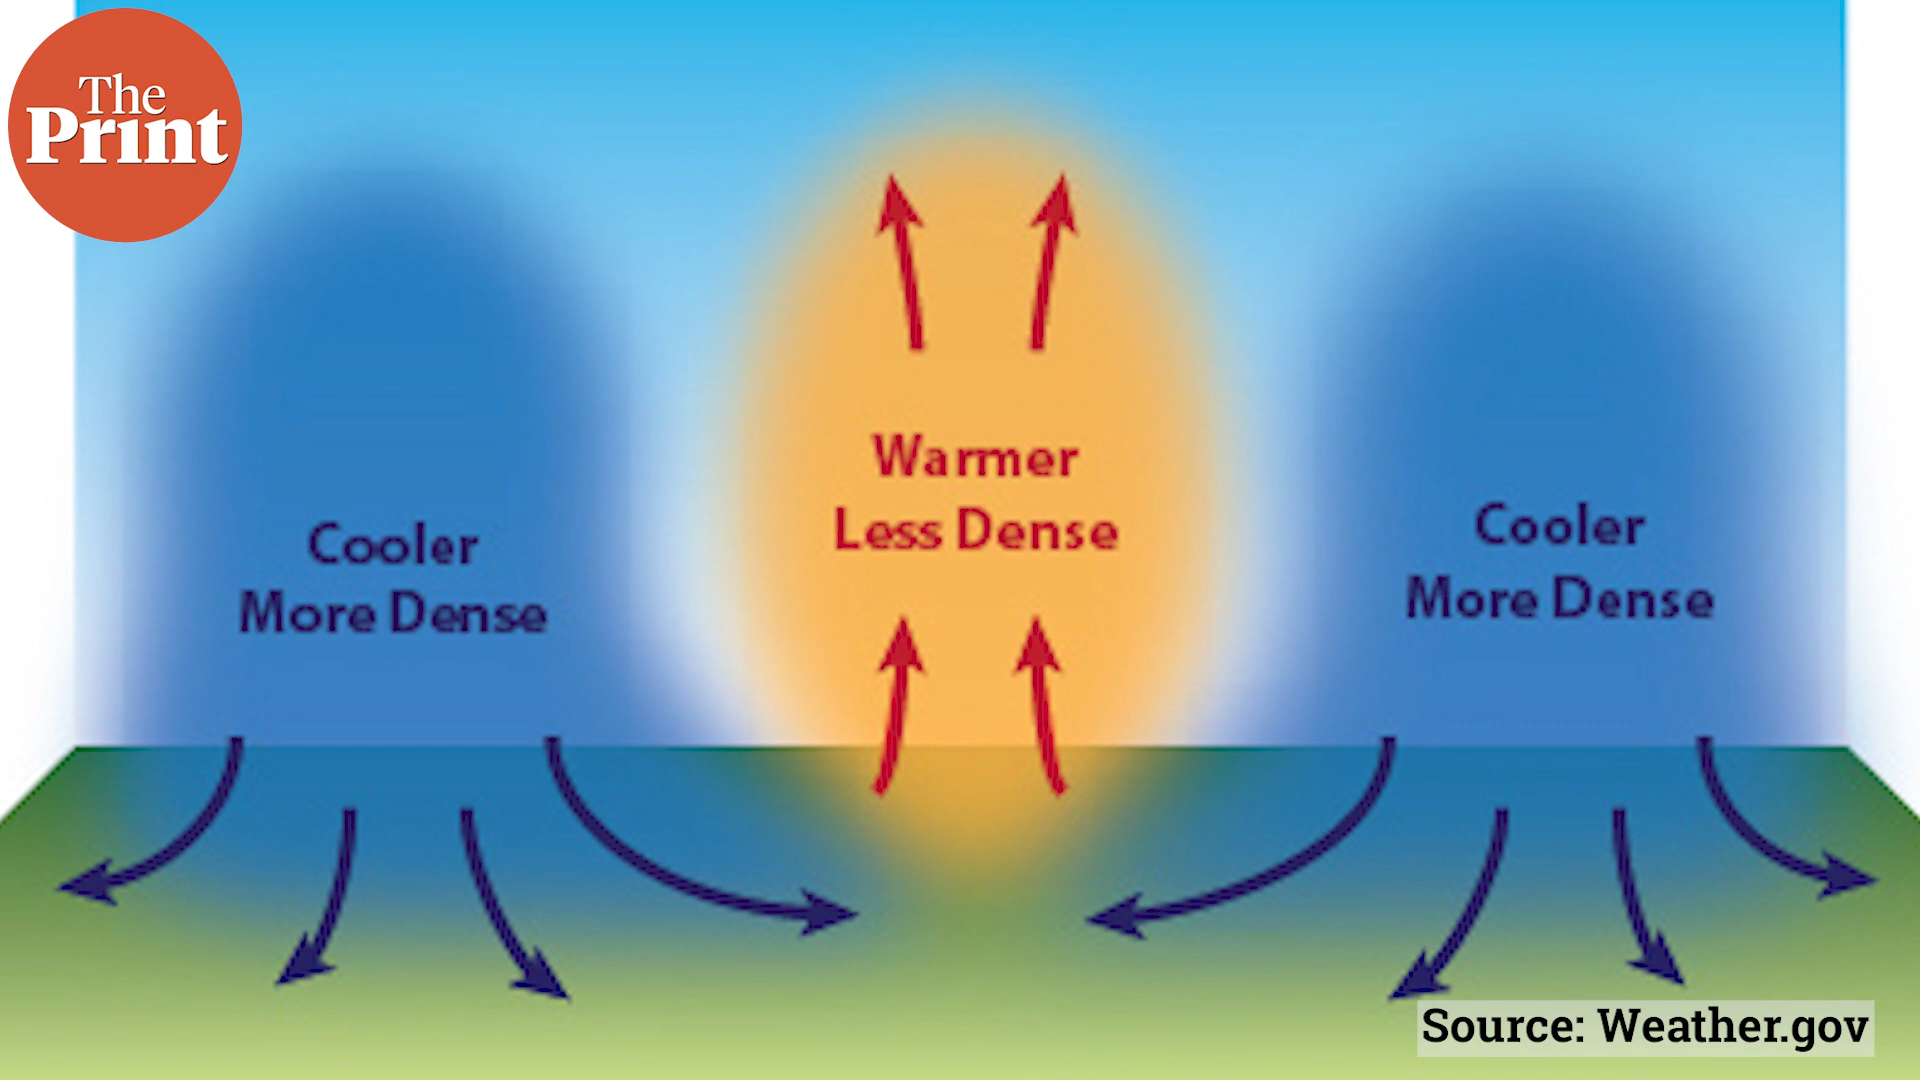 The
Print
Warmer
Less Dense
Cooler
More Dense
Cooler
More Dense
Source: Weather.gov